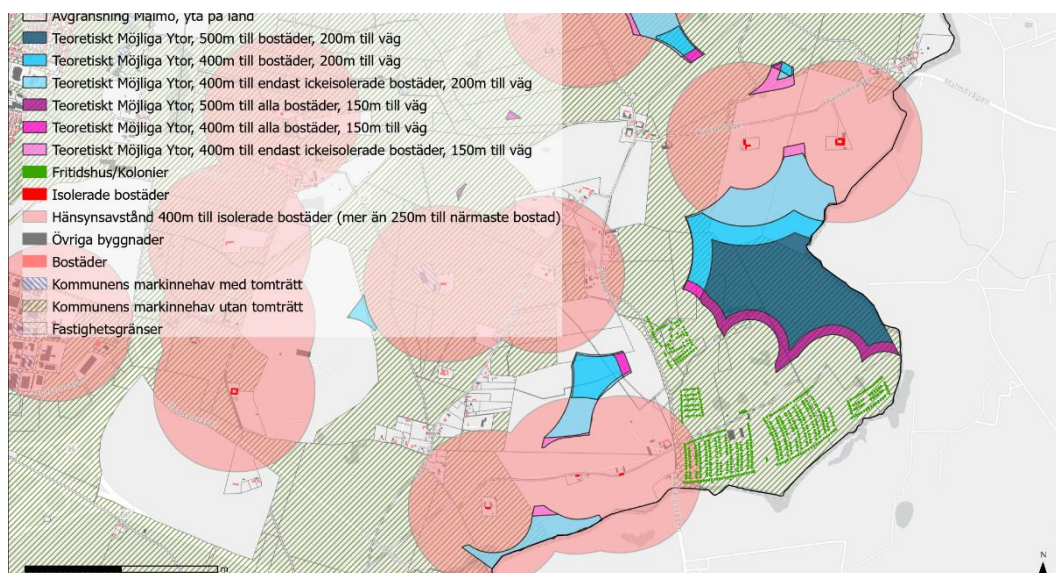 Avgränsning Malmö, yta på land
Teoretiskt Möjliga Ytor, 500m till bostäder, 200m till väg
Teoretiskt Möjliga Ytor, 400m till bostäder, 200m till väg
Teoretiskt Möjliga Ytor, 400m till endast ickeisolerade bostäder, 200m till väg
Teoretiskt Möjliga Ytor, 500m till alla bostäder, 150m till väg
Teoretiskt Möjliga Ytor, 400m till alla bostäder, 150m till väg
Teoretiskt Möjliga Ytor, 400m till endast ickeisolerade bostäder, 150m till väg
Fritidshus/Kolonier
Isolerade bostäder
Hänsynsavstånd 400m till isolerade bostäder (mer än 250m till närmaste bostad)
Övriga byggnader
Bostäder
Kommunens markinnehav med tomträtt
Kommunens markinnehav utan tomträtt
Fastighetsgränser
m
N